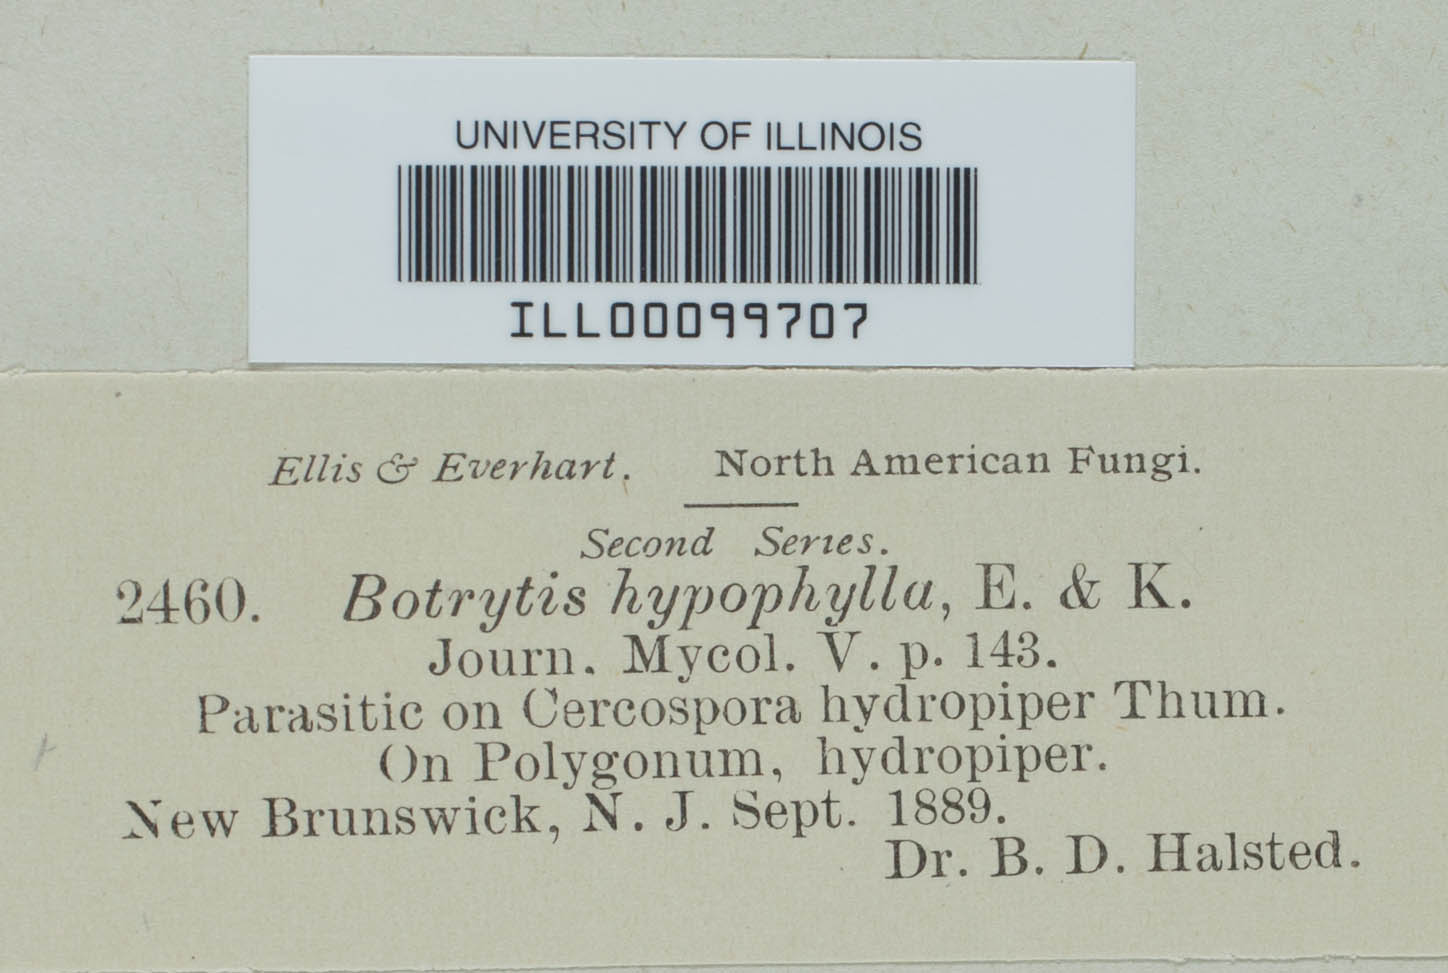 UNIVERSITY OF ILLINOIS
ILL00099707
Ellis & Everhart. North American Fungi.
Second Series.
2460. Botrytis hypophylla, E. & K.
Journ. Mycol. V. p. 143.
Parasitic on Cercospora hydropiper Thum.
On Polygonum, hydropiper.
New Brunswick, N. J. Sept. 1889.
Dr. B. D. Halsted.